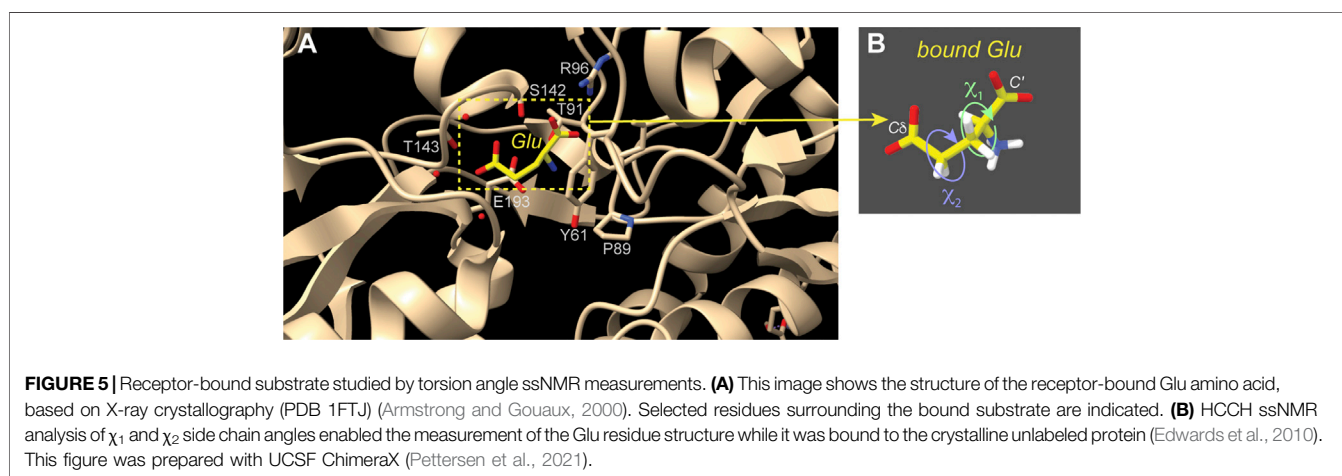 A
R96
S142
T91
Glu
T143
E193
Y61
P89
B
bound Glu
C'
χ1
Cδ
χ2
FIGURE 5 | Receptor-bound substrate studied by torsion angle ssNMR measurements. (A) This image shows the structure of the receptor-bound Glu amino acid,
based on X-ray crystallography (PDB 1FTJ) (Armstrong and Gouaux, 2000). Selected residues surrounding the bound substrate are indicated. (B) HCCH ssNMR
analysis of χ1 and χ2 side chain angles enabled the measurement of the Glu residue structure while it was bound to the crystalline unlabeled protein (Edwards et al., 2010).
This figure was prepared with UCSF ChimeraX (Pettersen et al., 2021).